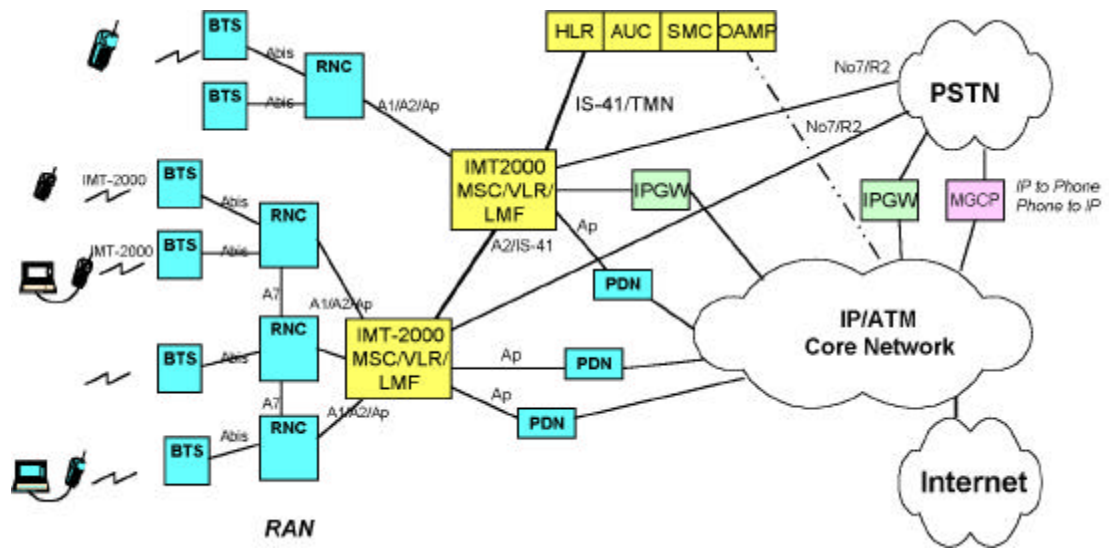 BTS
Abis
RNC
BTS
Abis
A1/A2/Ap
HLR
AUC
SMC
OAMP
IS-41/TMN
No7/R2
No7/R2
PSTN
IMT2000
MSC/VLR/
LMF
IPGW
Ap
A2/IS-41
PDN
IPGW
MGCP
IP to Phone
Phone to IP
IMT-2000
BTS
Abis
RNC
IMT-2000
BTS
Abis
A7
A1/A2/Ap
BTS
Abis
RNC
IMT-2000
MSC/VLR/
LMF
Ap
PDN
Ap
PDN
IP/ATM
Core Network
A7
A1/A2/Ap
BTS
Abis
RNC
Internet
RAN